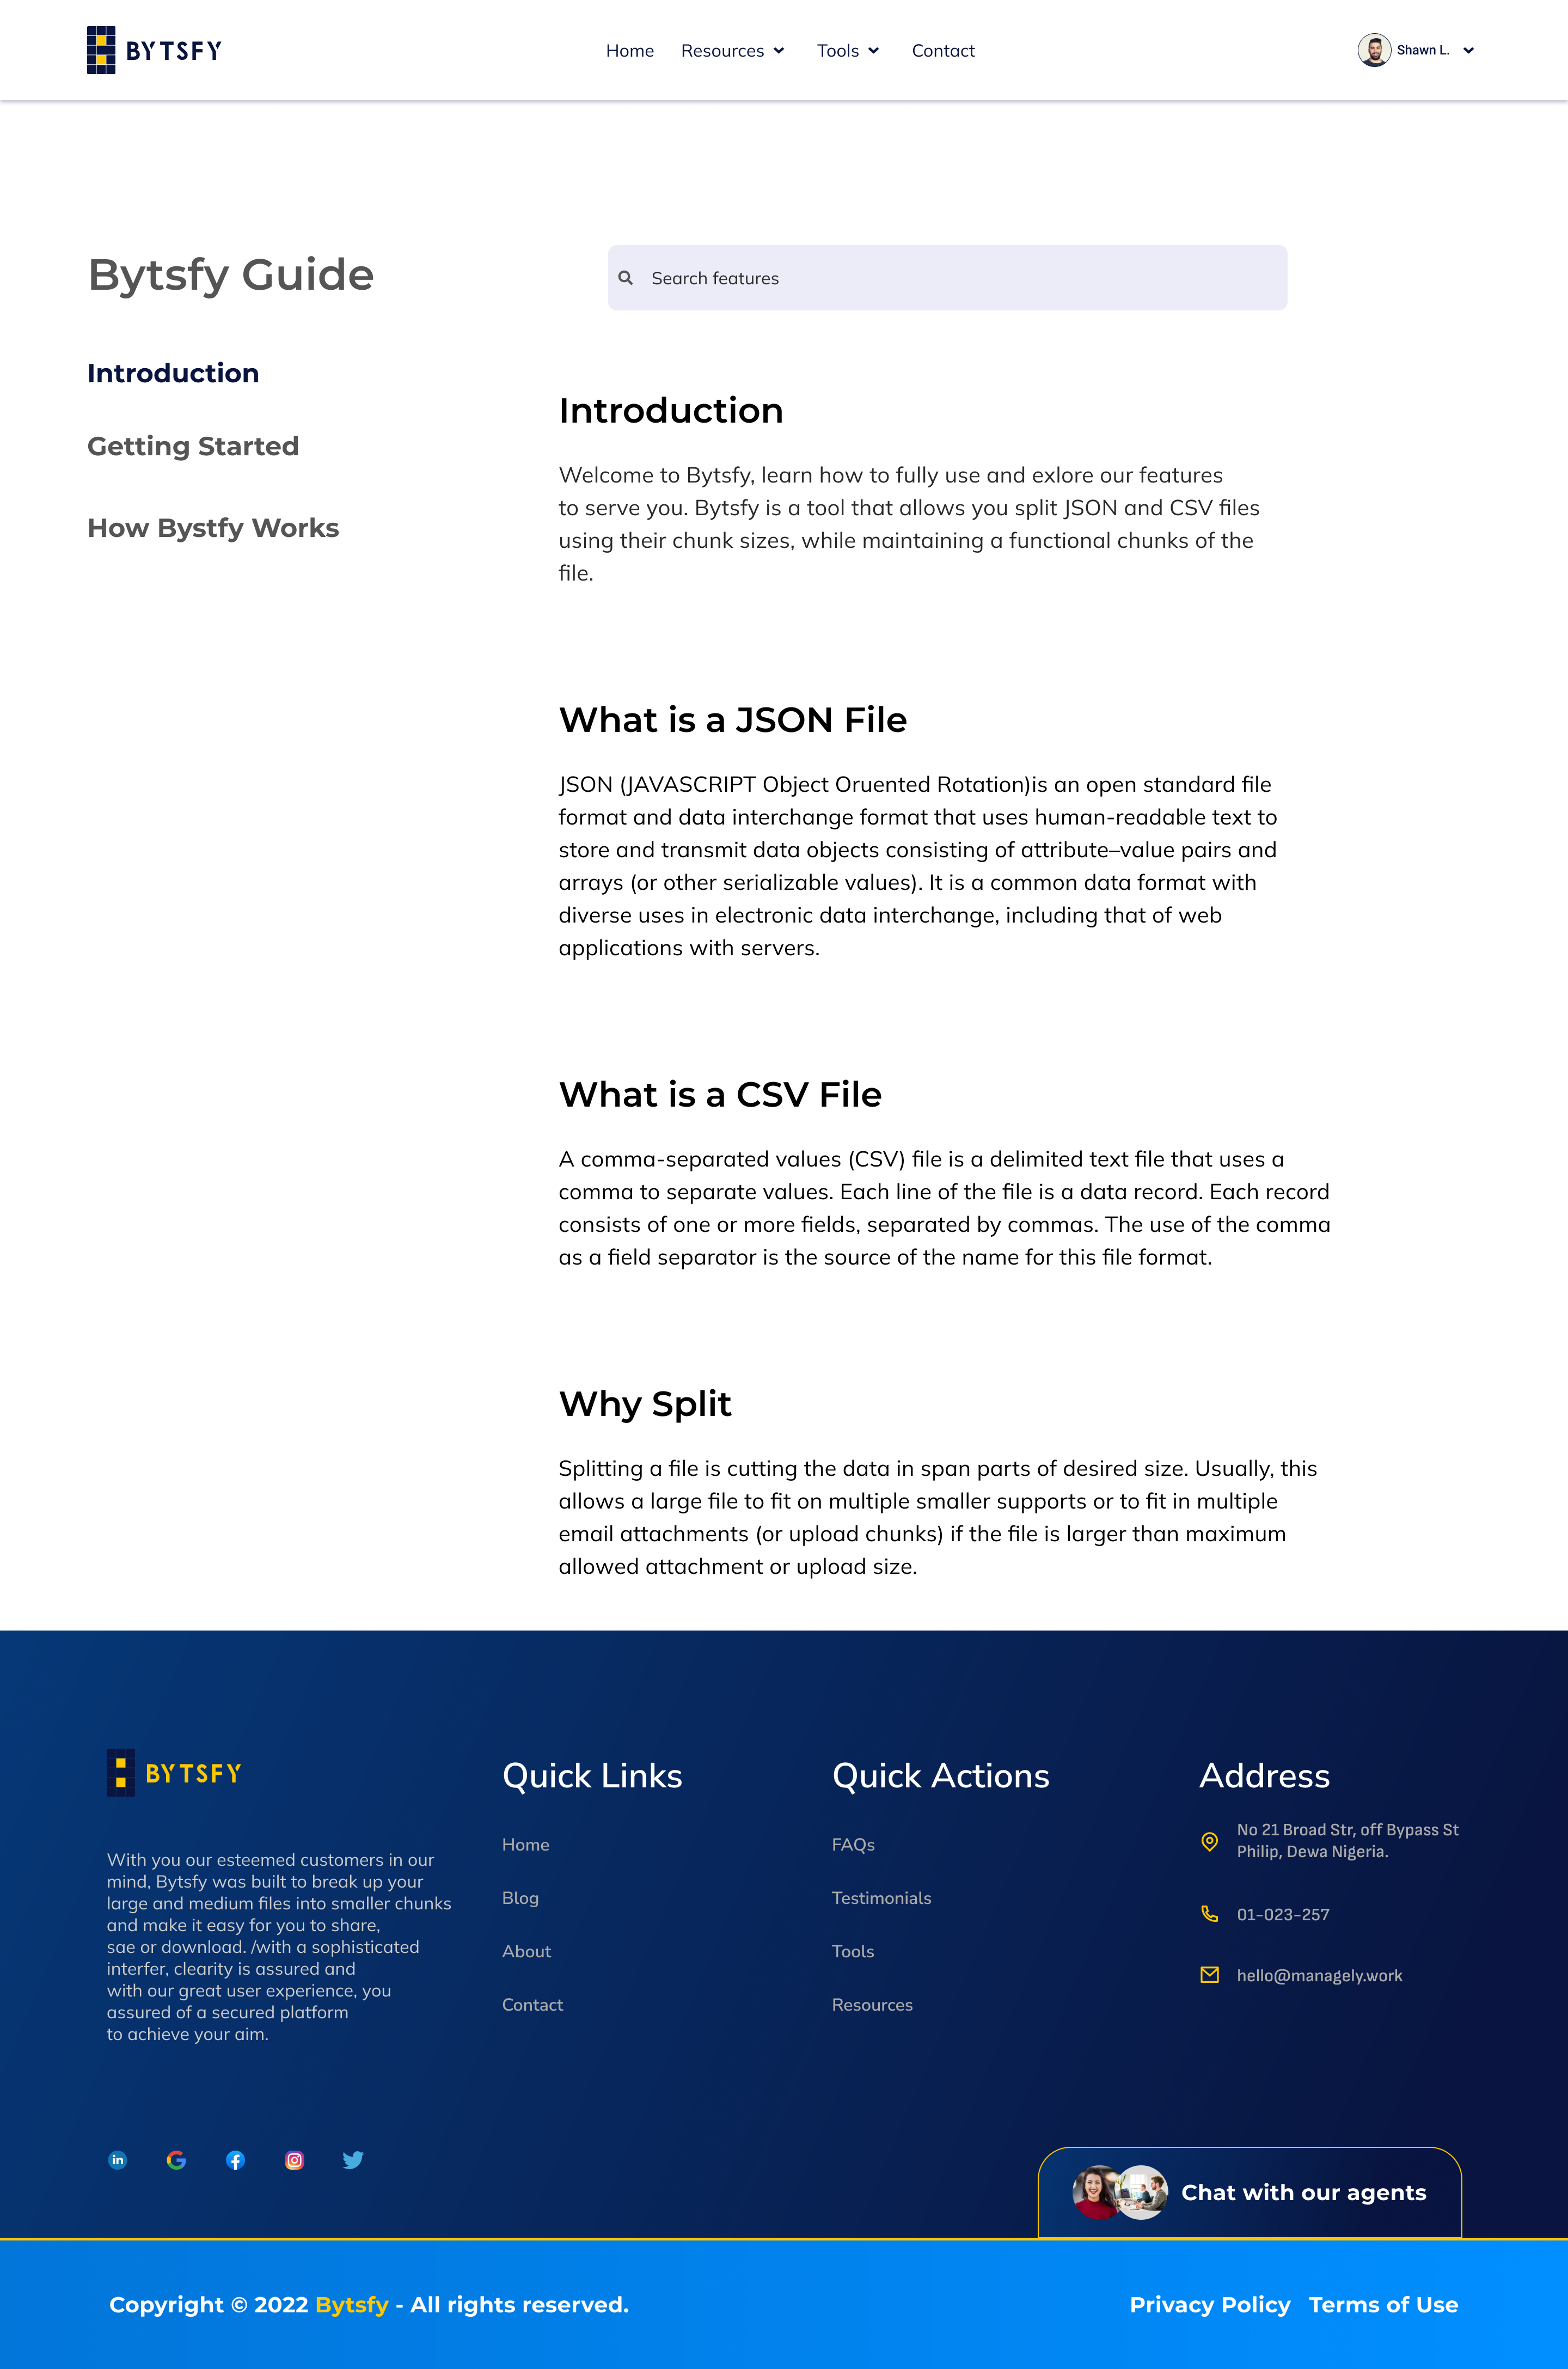 BYTSFY
Home Resources Tools Contact
Shawn L.
Bytsfy Guide
Search features
Introduction
Getting Started
How Bystfy Works
Introduction
Welcome to Bytsfy, learn how to fully use and exlore our features
to serve you. Bytsfy is a tool that allows you split JSON and CSV files
using their chunk sizes, while maintaining a functional chunks of the
file.
What is a JSON File
JSON (JAVASCRIPT Object Oruented Rotation)is an open standard file
format and data interchange format that uses human-readable text to
store and transmit data objects consisting of attribute–value pairs and
arrays (or other serializable values). It is a common data format with
diverse uses in electronic data interchange, including that of web
applications with servers.
What is a CSV File
A comma-separated values (CSV) file is a delimited text file that uses a
comma to separate values. Each line of the file is a data record. Each record
consists of one or more fields, separated by commas. The use of the comma
as a field separator is the source of the name for this file format.
Why Split
Splitting a file is cutting the data in span parts of desired size. Usually, this
allows a large file to fit on multiple smaller supports or to fit in multiple
email attachments (or upload chunks) if the file is larger than maximum
allowed attachment or upload size.
BYTSFY
With you our esteemed customers in our
mind, Bytsfy was built to break up your
large and medium files into smaller chunks
and make it easy for you to share,
sae or download. /with a sophisticated
interfer, clearity is assured and
with our great user experience, you
assured of a secured platform
to achieve your aim.
Quick Links
Home
Blog
About
Contact
Quick Actions
FAQs
Testimonials
Tools
Resources
Address
No 21 Broad Str, off Bypass St
Philip, Dewa Nigeria.
01-023-257
hello@managely.work
Chat with our agents
Copyright © 2022 Bytsfy - All rights reserved.
Privacy Policy Terms of Use